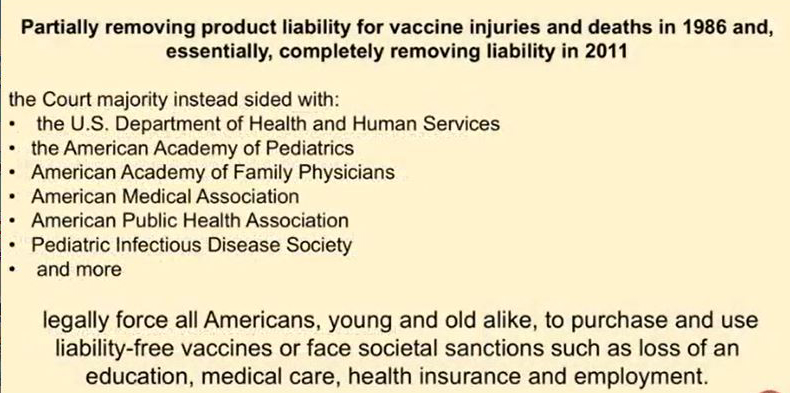 Partially removing product liability for vaccine injuries and deaths in 1986 and,
essentially, completely removing liability in 2011
the Court majority instead sided with:
• the U.S. Department of Health and Human Services
• the American Academy of Pediatrics
• American Academy of Family Physicians
• American Medical Association
• American Public Health Association
• Pediatric Infectious Disease Society
• and more
legally force all Americans, young and old alike, to purchase and use
liability-free vaccines or face societal sanctions such as loss of an
education, medical care, health insurance and employment.